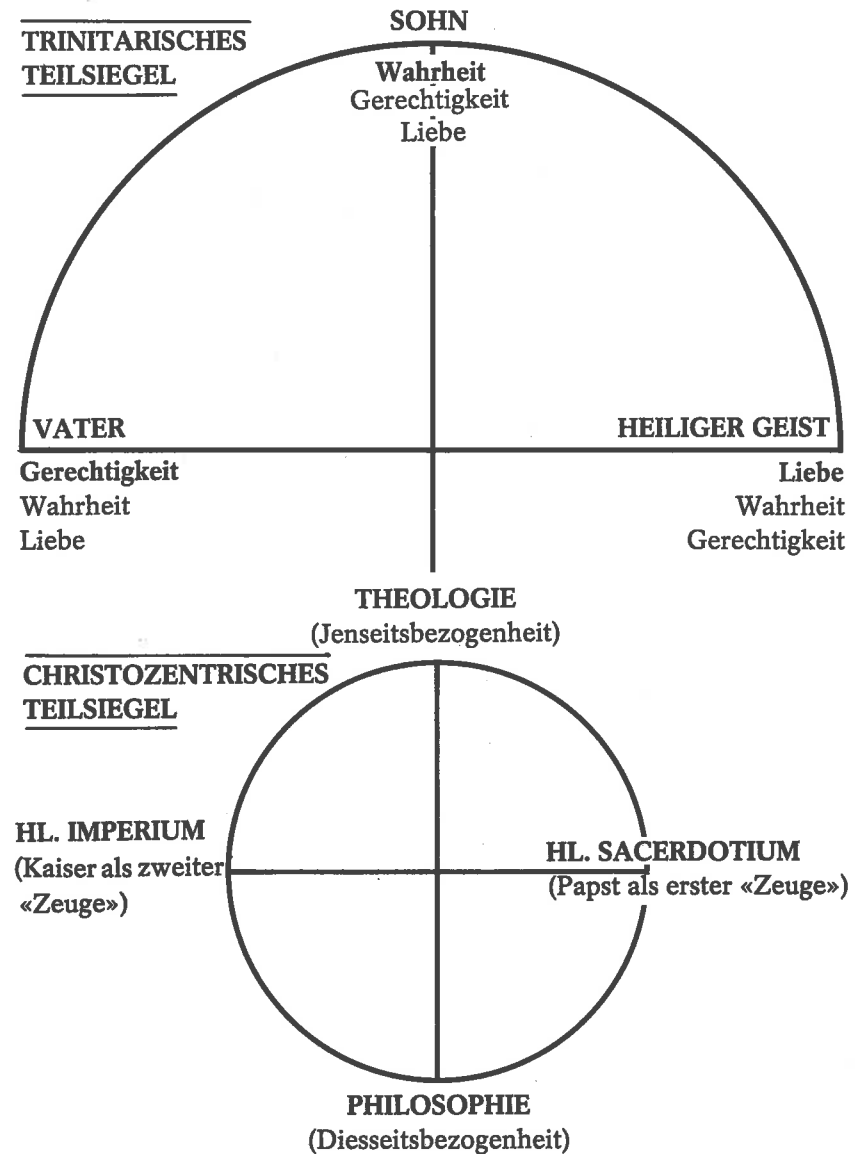 SOHN
TRINITARISCHES
TEILSIEGEL
Wahrheit
Gerechtigkeit
Liebe
VATER
HEILIGER GEIST
Gerechtigkeit
Wahrheit
Liebe
Liebe
Wahrheit
Gerechtigkeit
THEOLOGIE
(Jenseitsbezogenheit)
CHRISTOZENTRISCHES
TEILSIEGEL
HL. IMPERIUM
(Kaiser als zweiter
«Zeuge»)
HL. SACERDOTIUM
(Papst als erster «Zeuge»)
PHILOSOPHIE
(Diesseitsbezogenheit)